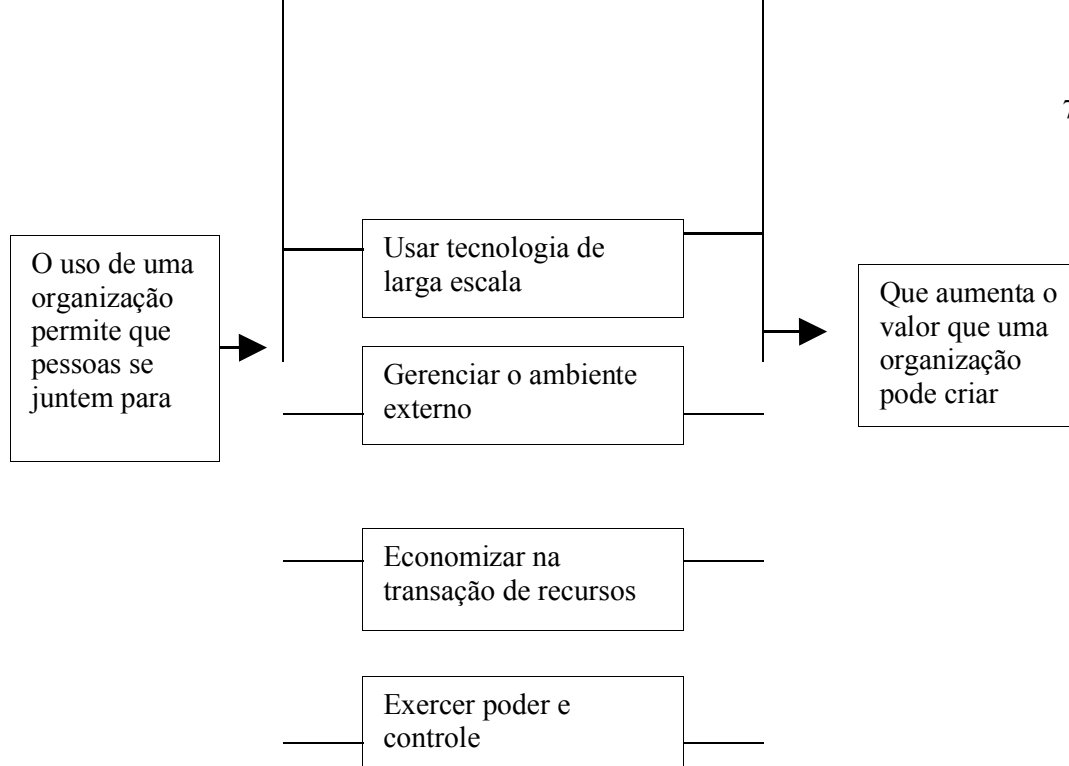 O uso de uma
organização
permite que
pessoas se
juntem para
Usar tecnologia de
larga escala
Gerenciar o ambiente
externo
Economizar na
transação de recursos
Exercer poder e
controle
Que aumenta o
valor que uma
organização
pode criar